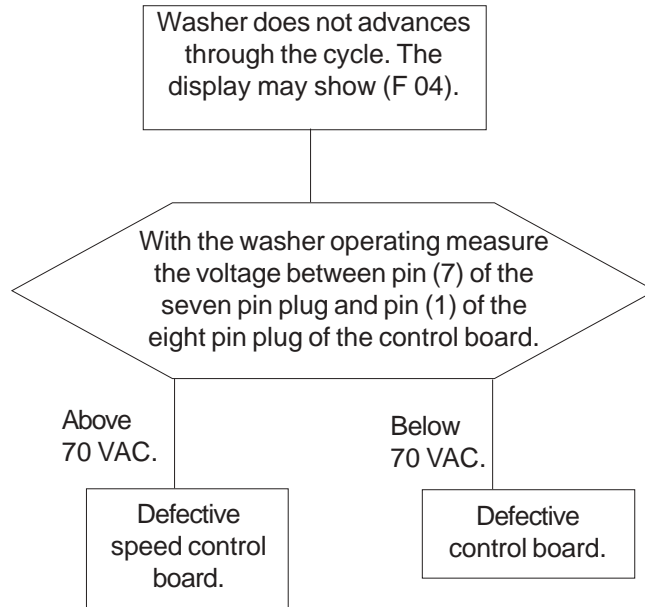 Washer does not advances
through the cycle. The
display may show (F 04).
With the washer operating measure
the voltage between pin (7) of the
seven pin plug and pin (1) of the
eight pin plug of the control board.
Above
70 VAC.
Below
70 VAC.
Defective
speed control
board.
Defective
control board.